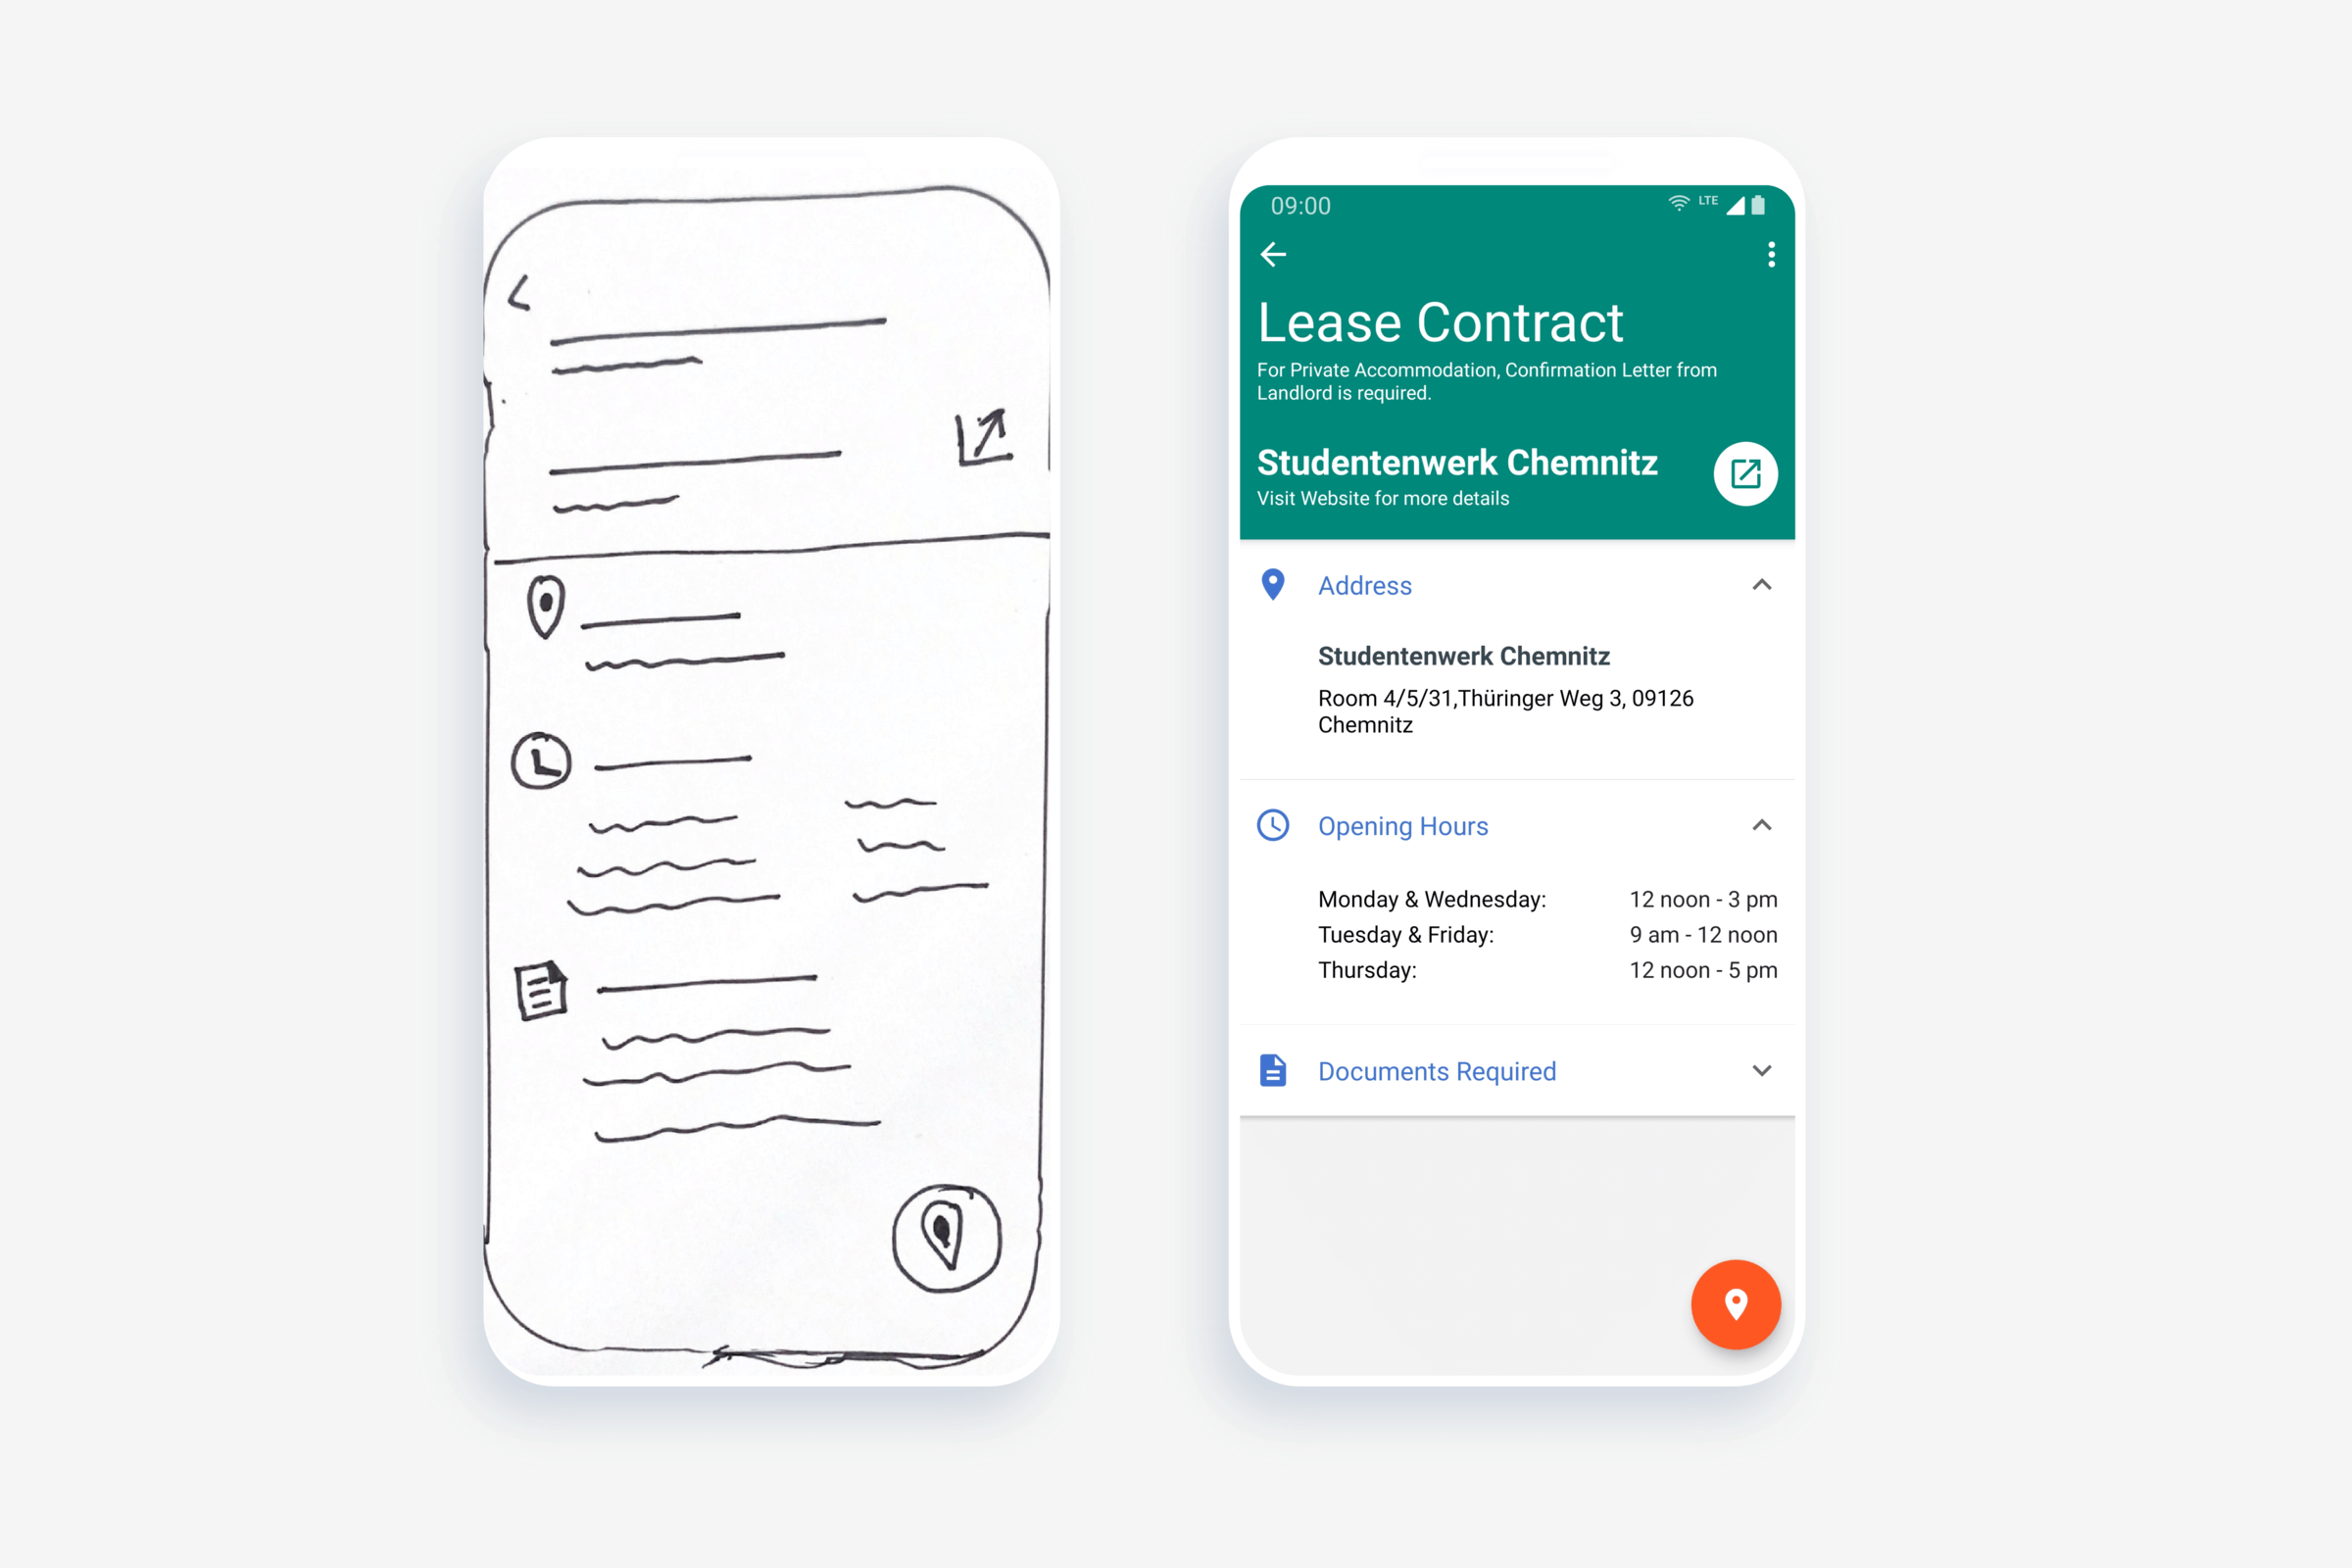 09:00
LTE
Lease Contract
For Private Accommodation, Confirmation Letter from
Landlord is required.
Studentenwerk Chemnitz
Visit Website for more details
Address
Studentenwerk Chemnitz
Room 4/5/31,Thüringer Weg 3, 09126
Chemnitz
Opening Hours
Monday & Wednesday: 12 noon - 3 pm
Tuesday & Friday: 9 am - 12 noon
Thursday: 12 noon - 5 pm
Documents Required